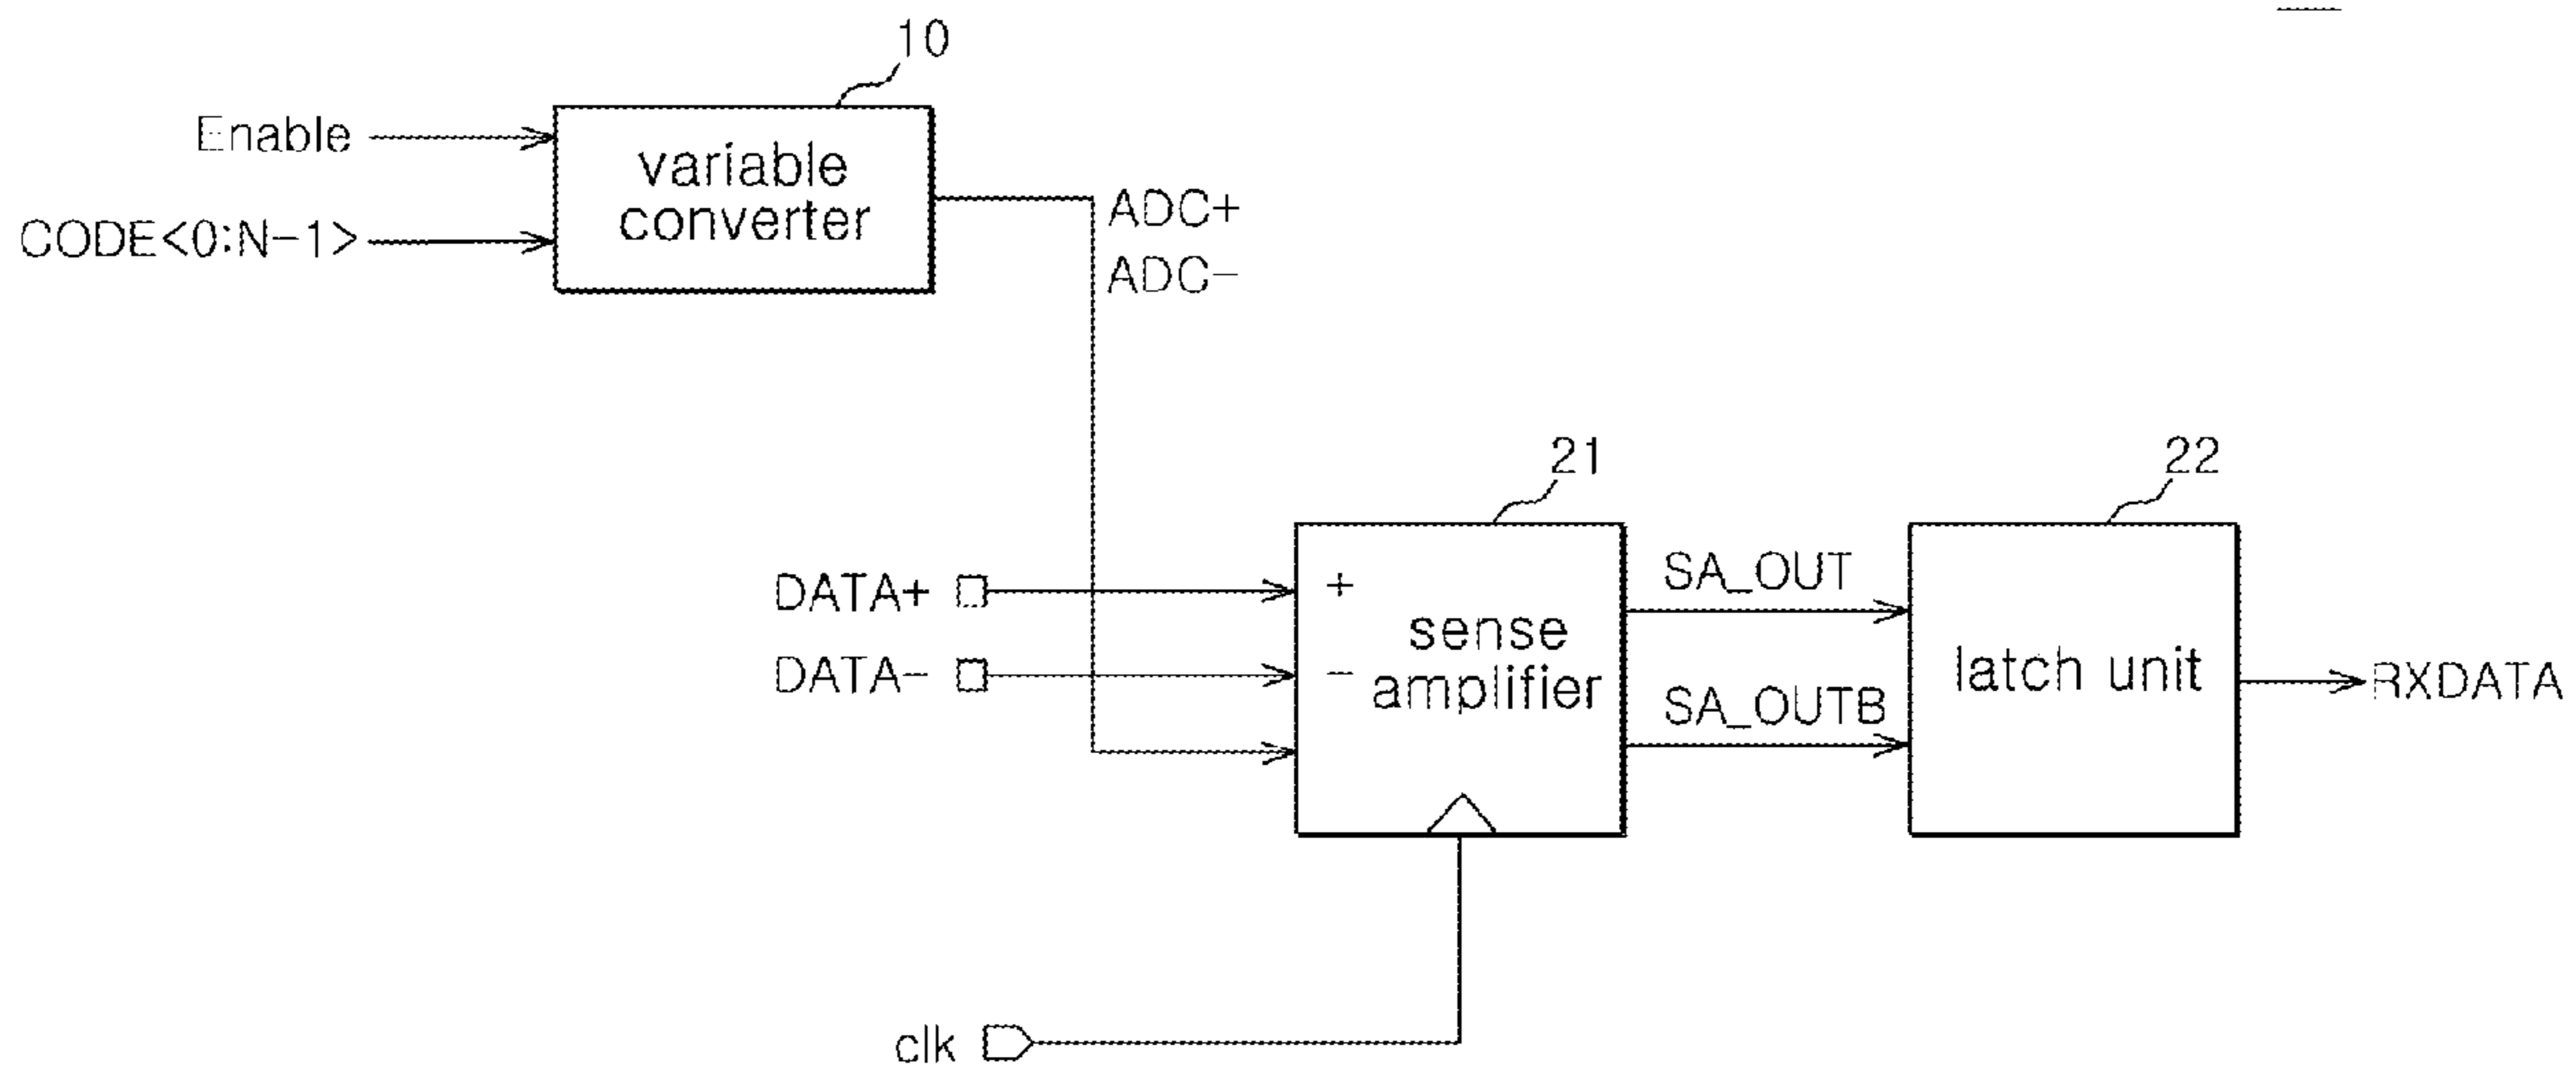 10
Enable
variable
converter
CODE<0:N-1>
ADC+
ADC-
21
22
DATA+
+
SA_OUT
sense
amplifier
DATA-
-
latch unit
RXDATA
SA_OUTB
clk